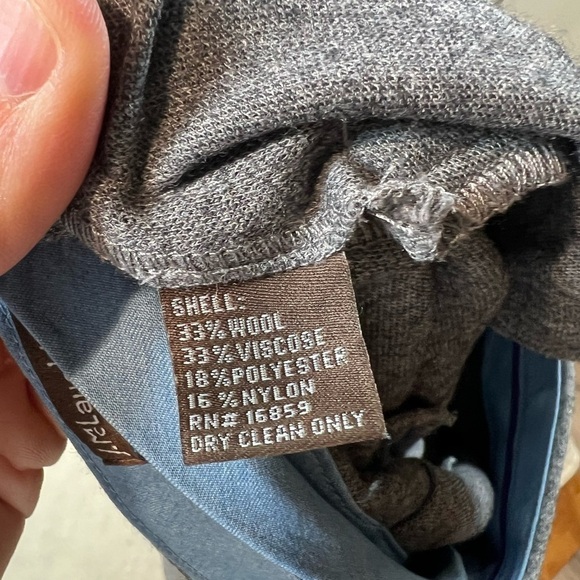 SHELL:
33% WOOL
33% VISCOSE
18% POLYESTER
16% NYLON
RN# 16859
DRY CLEAN ONLY